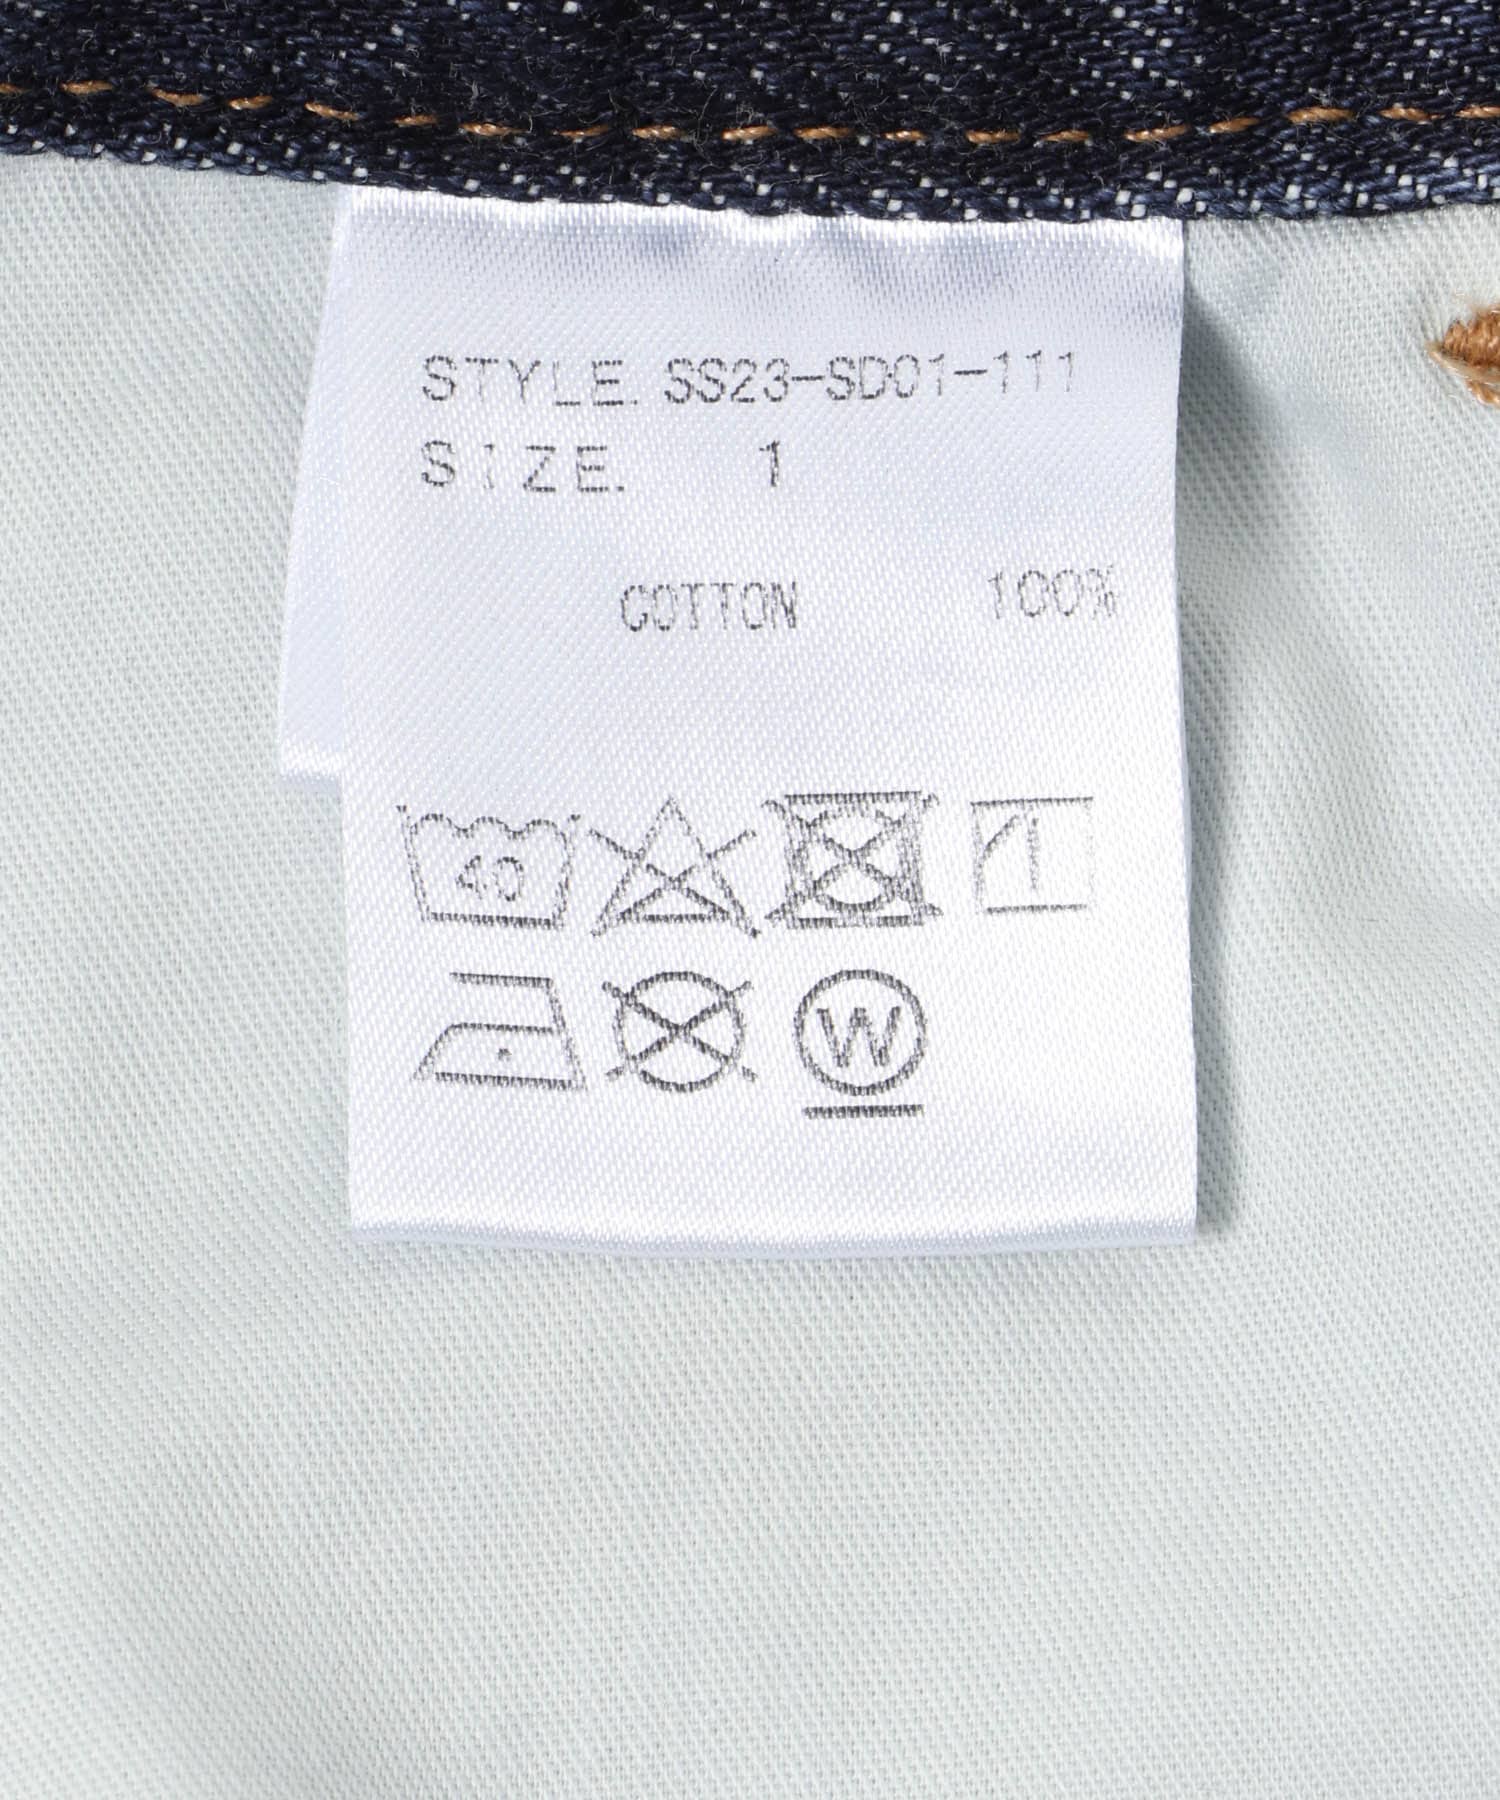 STYLE. SS23-SD01-111
SIZE. 1
COTTON 100%
40
W